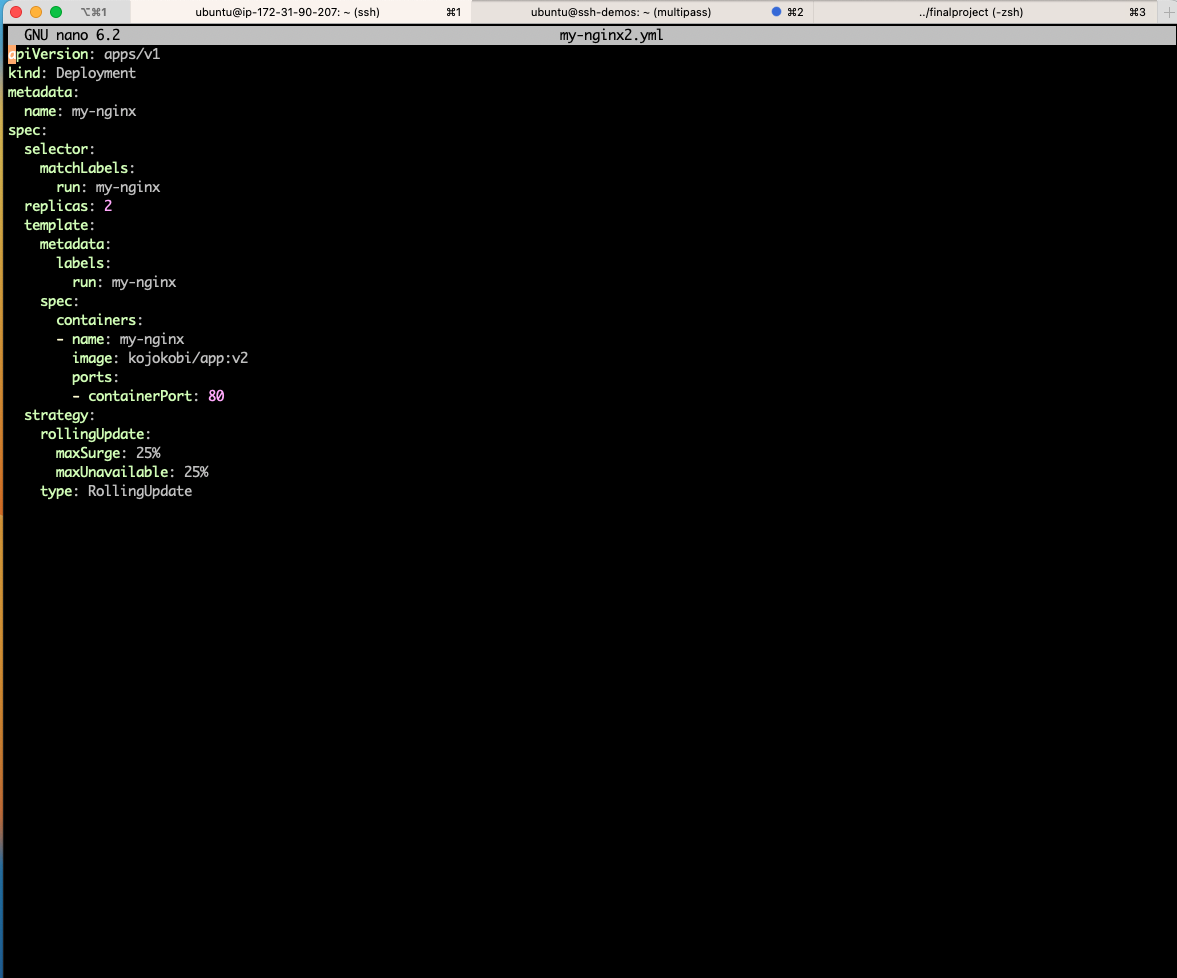 ⌥⌘1 ubuntu@ip-172-31-90-207: ~ (ssh) ⌘1 ubuntu@ssh-demos: ~ (multipass) ⌘2 ../finalproject (-zsh) ⌘3 +
GNU nano 6.2 my-nginx2.yml
apiVersion: apps/v1
kind: Deployment
metadata:
  name: my-nginx
spec:
  selector:
    matchLabels:
      run: my-nginx
  replicas: 2
  template:
    metadata:
      labels:
        run: my-nginx
    spec:
      containers:
      - name: my-nginx
        image: kojokobi/app:v2
        ports:
        - containerPort: 80
  strategy:
    rollingUpdate:
      maxSurge: 25%
      maxUnavailable: 25%
    type: RollingUpdate